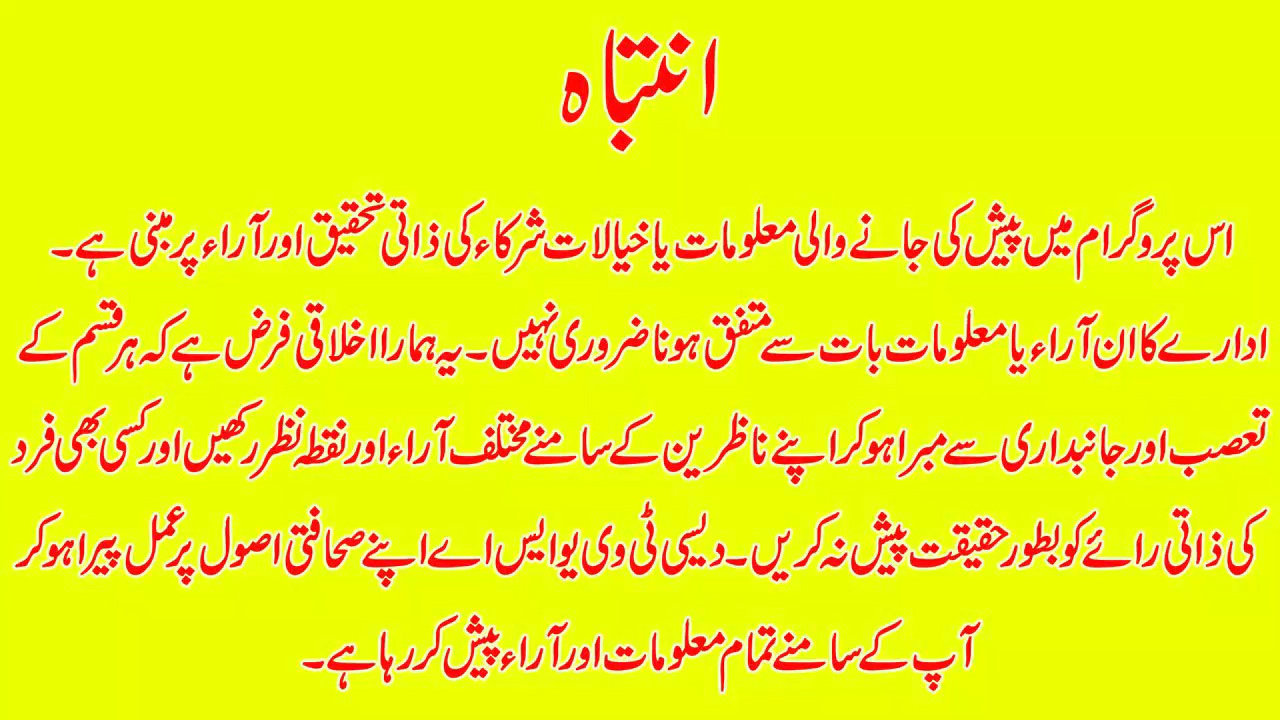 انتباہ
اس پروگرام میں پیش کی جانے والی معلومات یا خیالات شرکاء کی ذاتی تحقیق اور آراء پر مبنی ہے۔
ادارے کا ان آراء یا معلومات بات سے متفق ہونا ضروری نہیں۔ یہ ہمارا اخلاقی فرض ہے کہ ہر قسم کے
تعصب اور جانبداری سے مبرا ہو کر اپنے ناظرین کے سامنے مختلف آراء اور نقطہ نظر رکھیں اور کسی بھی فرد
کی ذاتی رائے کو بطور حقیقت پیش نہ کریں۔ دیسی ٹی وی یو ایس اے اپنے صحافتی اصول پر عمل پیرا ہو کر
آپ کے سامنے تمام معلومات اور آراء پیش کر رہا ہے۔